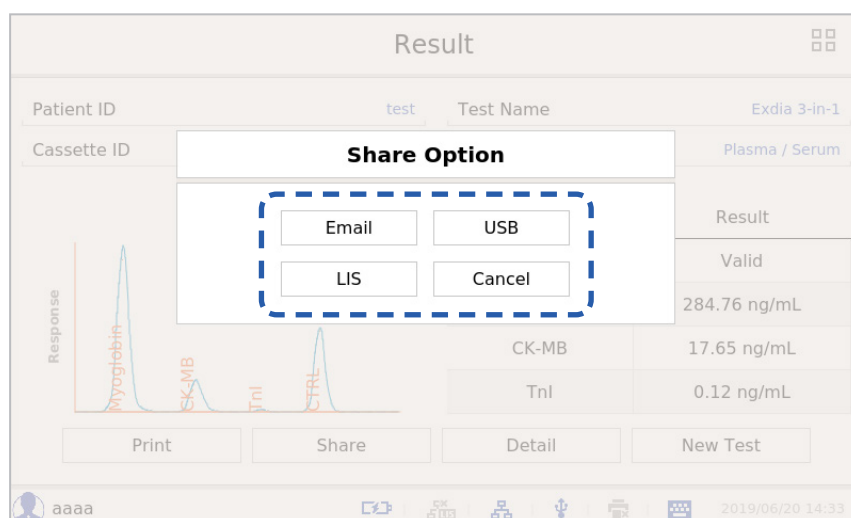 Result
Patient ID test Test Name Exdia 3-in-1
Cassette ID Plasma / Serum
Share Option
Email USB
LIS Cancel
Result
Valid
284.76 ng/mL
CK-MB 17.65 ng/mL
TnI 0.12 ng/mL
Response
Myoglobin
CK-MB
TnI
CTRL
Print Share Detail New Test
aaaa 2019/06/20 14:33